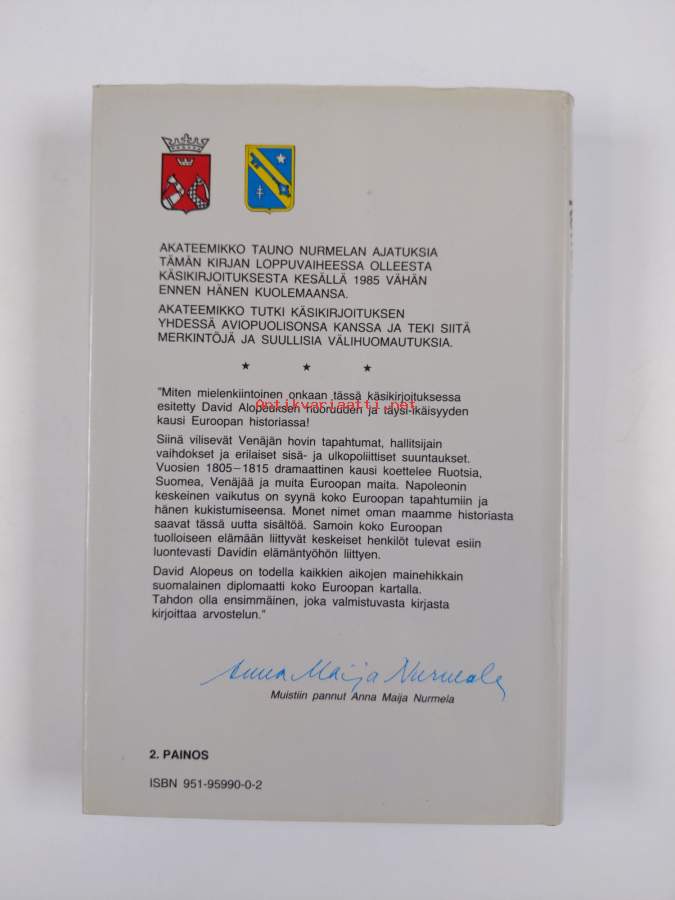 AKATEEMIKKO TAUNO NURMELAN AJATUKSIA
TÄMÄN KIRJAN LOPPUVAIHEESSA OLLEESTA
KÄSIKIRJOITUKSESTA KESÄLLÄ 1985 VÄHÄN
ENNEN HÄNEN KUOLEMAANSA.
AKATEEMIKKO TUTKI KÄSIKIRJOITUKSEN
YHDESSÄ AVIOPUOLISONSA KANSSA JA TEKI SIITÄ
MERKINTÖJÄ JA SUULLISIA VÄLIHUOMAUTUKSIA.
★ ★ ★
"Miten mielenkiintoinen onkaan tässä käsikirjoituksessa
Antikvariaatti.net
esitetty David Alopeuksen nuoruuden ja täysi-ikäisyyden
kausi Euroopan historiassa!
Siinä vilisevät Venäjän hovin tapahtumat, hallitsijain
vaihdokset ja erilaiset sisä- ja ulkopoliittiset suuntaukset.
Vuosien 1805–1815 dramaattinen kausi koettelee Ruotsia,
Suomea, Venäjää ja muita Euroopan maita. Napoleonin
keskeinen vaikutus on syynä koko Euroopan tapahtumiin ja
hänen kukistumiseensa. Monet nimet oman maamme historiasta
saavat tässä uutta sisältöä. Samoin koko Euroopan
tuolloiseen elämään liittyvät keskeiset henkilöt tulevat esiin
luontevasti Davidin elämäntyöhön liittyen.
David Alopeus on todella kaikkien aikojen mainehikkain
suomalainen diplomaatti koko Euroopan kartalla.
Tahdon olla ensimmäinen, joka valmistuvasta kirjasta
kirjoittaa arvostelun."
Anna Maija Nurmela
Muistiin pannut Anna Maija Nurmela
2. PAINOS
ISBN 951-95990-0-2